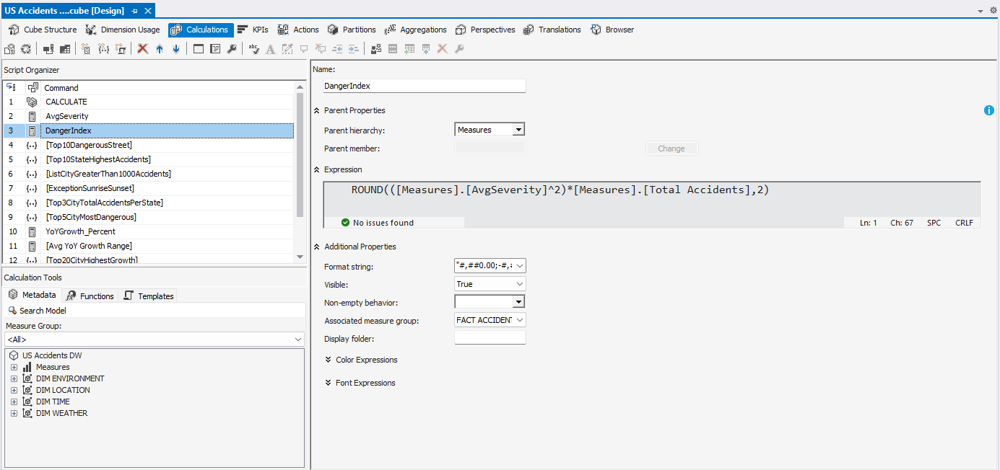 US Accidents ....cube [Design]
Cube Structure Dimension Usage Calculations KPIs Actions Partitions Aggregations Perspectives Translations Browser
Script Organizer
Command
1 CALCULATE
2 AvgSeverity
3 DangerIndex
4 [Top10DangerousStreet]
5 [Top10StateHighestAccidents]
6 [ListCityGreaterThan1000Accidents]
7 [ExceptionSunriseSunset]
8 [Top3CityTotalAccidentsPerState]
9 [Top5CityMostDangerous]
10 YoYGrowth_Percent
11 [Avg YoY Growth Range]
12 [Top20CityHighestGrowth]
Calculation Tools
Metadata Functions Templates
Search Model
Measure Group:
<All>
US Accidents DW
Measures
DIM ENVIRONMENT
DIM LOCATION
DIM TIME
DIM WEATHER
Name:
DangerIndex
Parent Properties
Parent hierarchy: Measures
Parent member: Change
Expression
ROUND(([Measures].[AvgSeverity]^2)*[Measures].[Total Accidents],2)
No issues found Ln: 1 Ch: 67 SPC CRLF
Additional Properties
Format string: "#,##0.00;-#,#
Visible: True
Non-empty behavior:
Associated measure group: FACT ACCIDENT
Display folder:
Color Expressions
Font Expressions